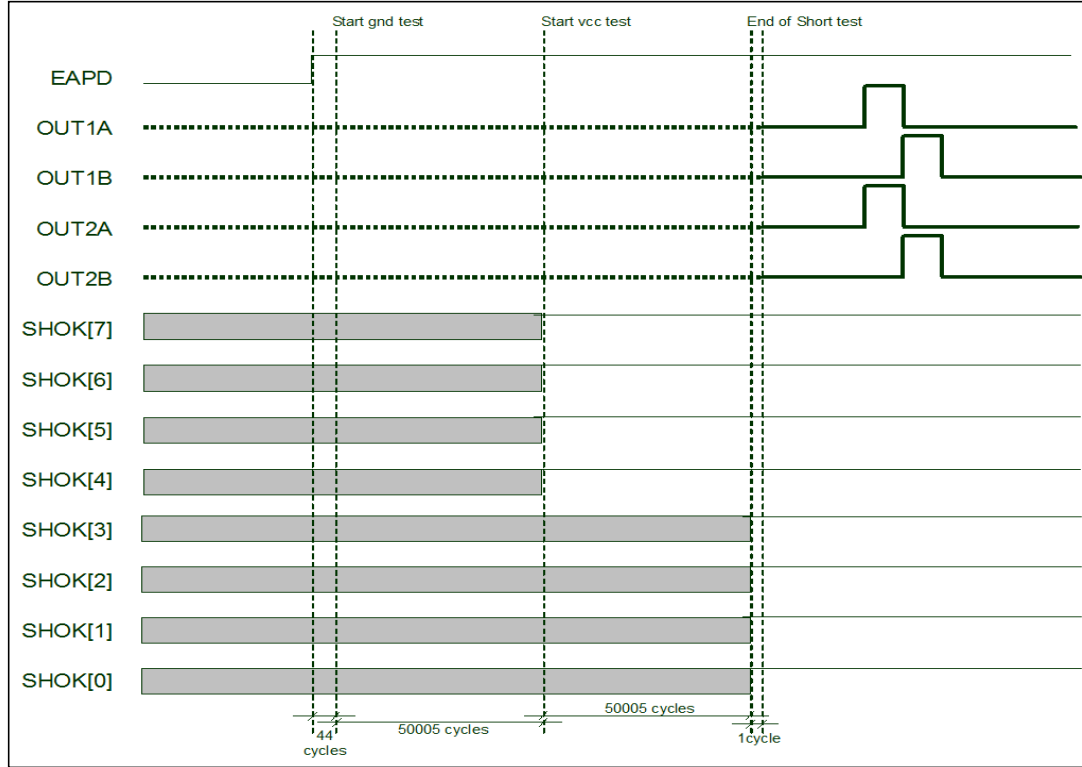 Start gnd test Start vcc test End of Short test
EAPD
OUT1A
OUT1B
OUT2A
OUT2B
SHOK[7]
SHOK[6]
SHOK[5]
SHOK[4]
SHOK[3]
SHOK[2]
SHOK[1]
SHOK[0]
44
cycles
50005 cycles
50005 cycles
1cycle